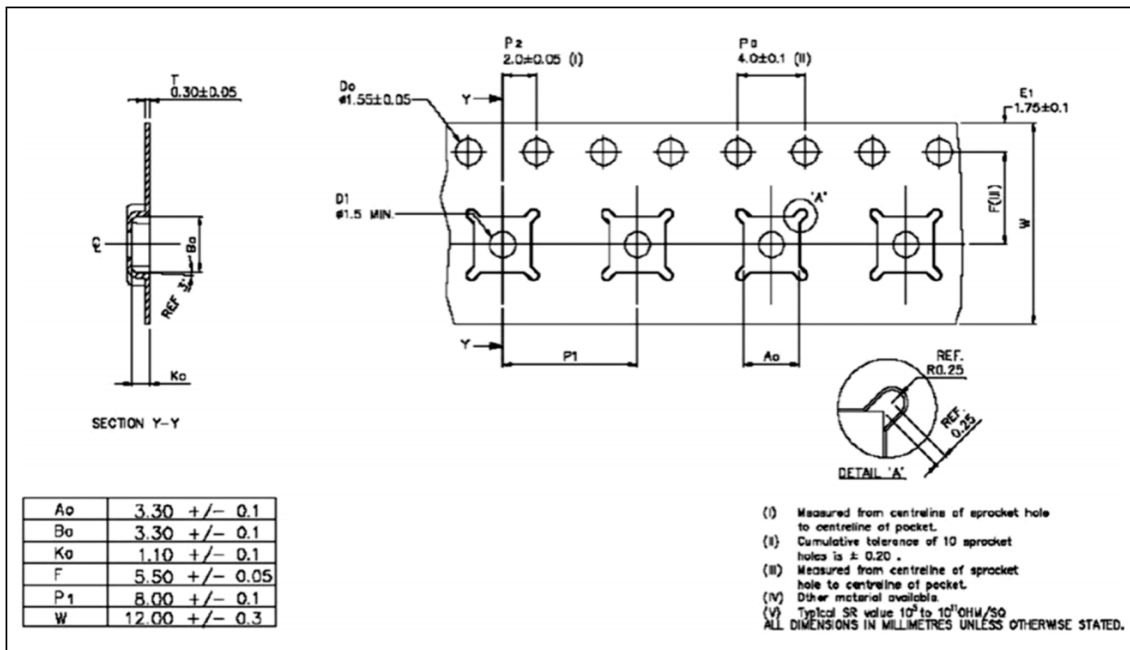 T
0.30±0.05
P2
2.0±0.05 (I)
P0
4.0±0.1 (II)
Do
ø1.55±0.05
Y
E1
1.75±0.1
D1
ø1.5 MIN.
"A"
F(III)
W
Bo
REF 3°
Ko
SECTION Y-Y
Y
P1
Ao
REF.
R0.25
REF.
0.25
DETAIL 'A'
Ao 3.30 +/- 0.1
Bo 3.30 +/- 0.1
Ko 1.10 +/- 0.1
F 5.50 +/- 0.05
P1 8.00 +/- 0.1
W 12.00 +/- 0.3
(I) Measured from centreline of sprocket hole
to centreline of pocket.
(II) Cumulative tolerance of 10 sprocket
holes is ± 0.20 .
(III) Measured from centreline of sprocket
hole to centreline of pocket.
(IV) Other material available.
(V) Typical SR value to 10¹¹ OHM/SQ
ALL DIMENSIONS IN MILLIMETRES UNLESS OTHERWISE STATED.